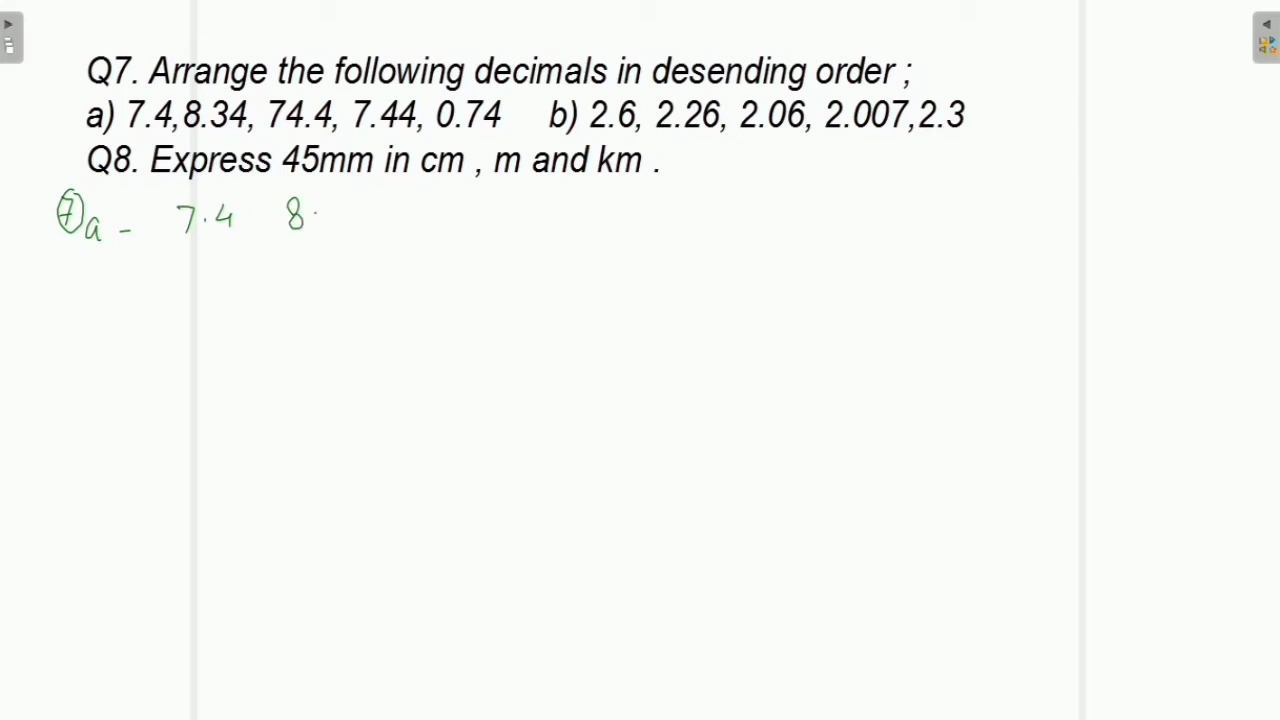 Q7. Arrange the following decimals in desending order ;
a) 7.4,8.34, 74.4, 7.44, 0.74 b) 2.6, 2.26, 2.06, 2.007,2.3
Q8. Express 45mm in cm , m and km .
7 a - 7.4 8.